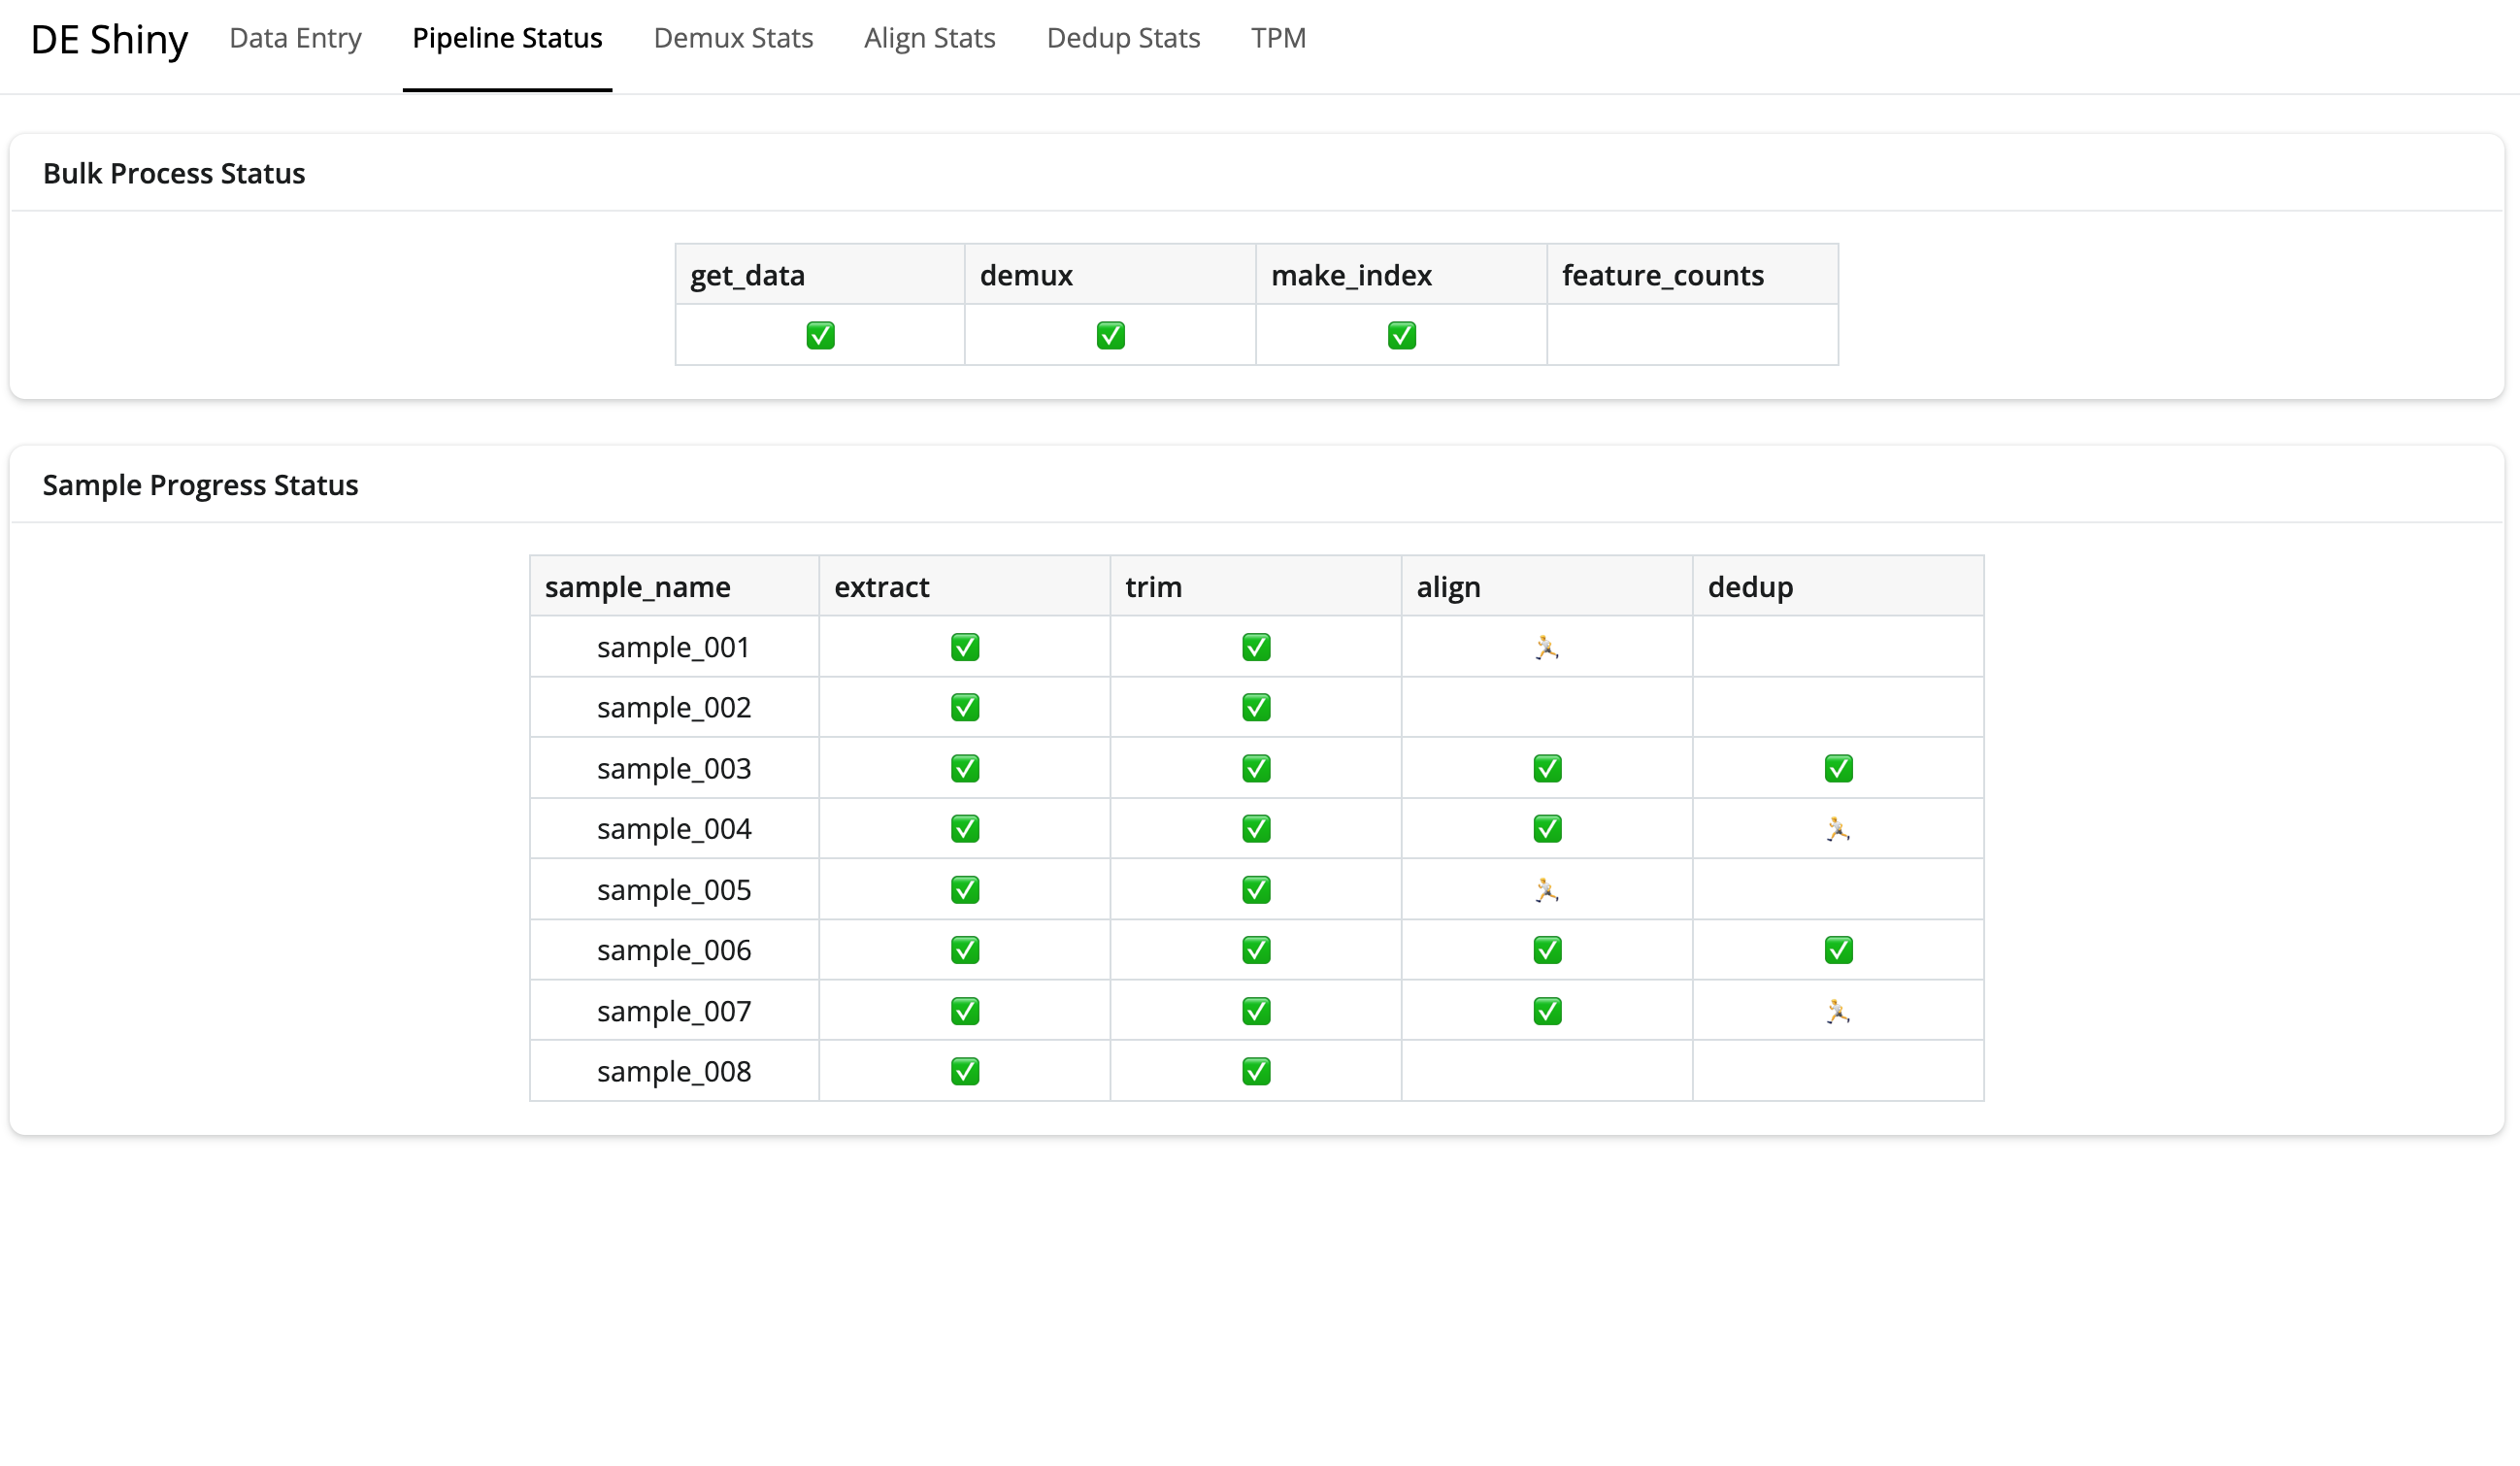 DE Shiny Data Entry Pipeline Status Demux Stats Align Stats Dedup Stats TPM
Bulk Process Status
get_data demux make_index feature_counts
✅ ✅ ✅
Sample Progress Status
sample_name extract trim align dedup
sample_001 ✅ ✅ 🏃
sample_002 ✅ ✅
sample_003 ✅ ✅ ✅ ✅
sample_004 ✅ ✅ ✅ 🏃
sample_005 ✅ ✅ 🏃
sample_006 ✅ ✅ ✅ ✅
sample_007 ✅ ✅ ✅ 🏃
sample_008 ✅ ✅